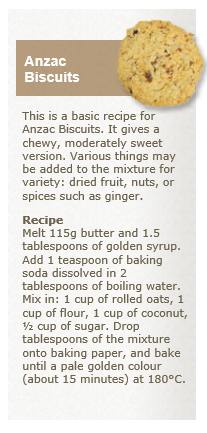 Anzac
Biscuits
This is a basic recipe for
Anzac Biscuits. It gives a
chewy, moderately sweet
version. Various things may
be added to the mixture for
variety: dried fruit, nuts, or
spices such as ginger.
Recipe
Melt 115g butter and 1.5
tablespoons of golden syrup.
Add 1 teaspoon of baking
soda dissolved in 2
tablespoons of boiling water.
Mix in: 1 cup of rolled oats, 1
cup of flour, 1 cup of coconut,
½ cup of sugar. Drop
tablespoons of the mixture
onto baking paper, and bake
until a pale golden colour
(about 15 minutes) at 180°C.